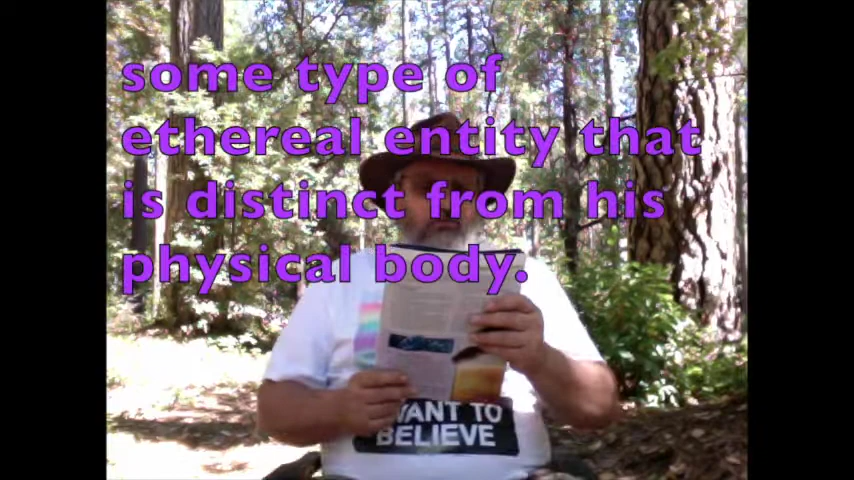 some type of
ethereal entity that
is distinct from his
physical body.
WANT TO
BELIEVE